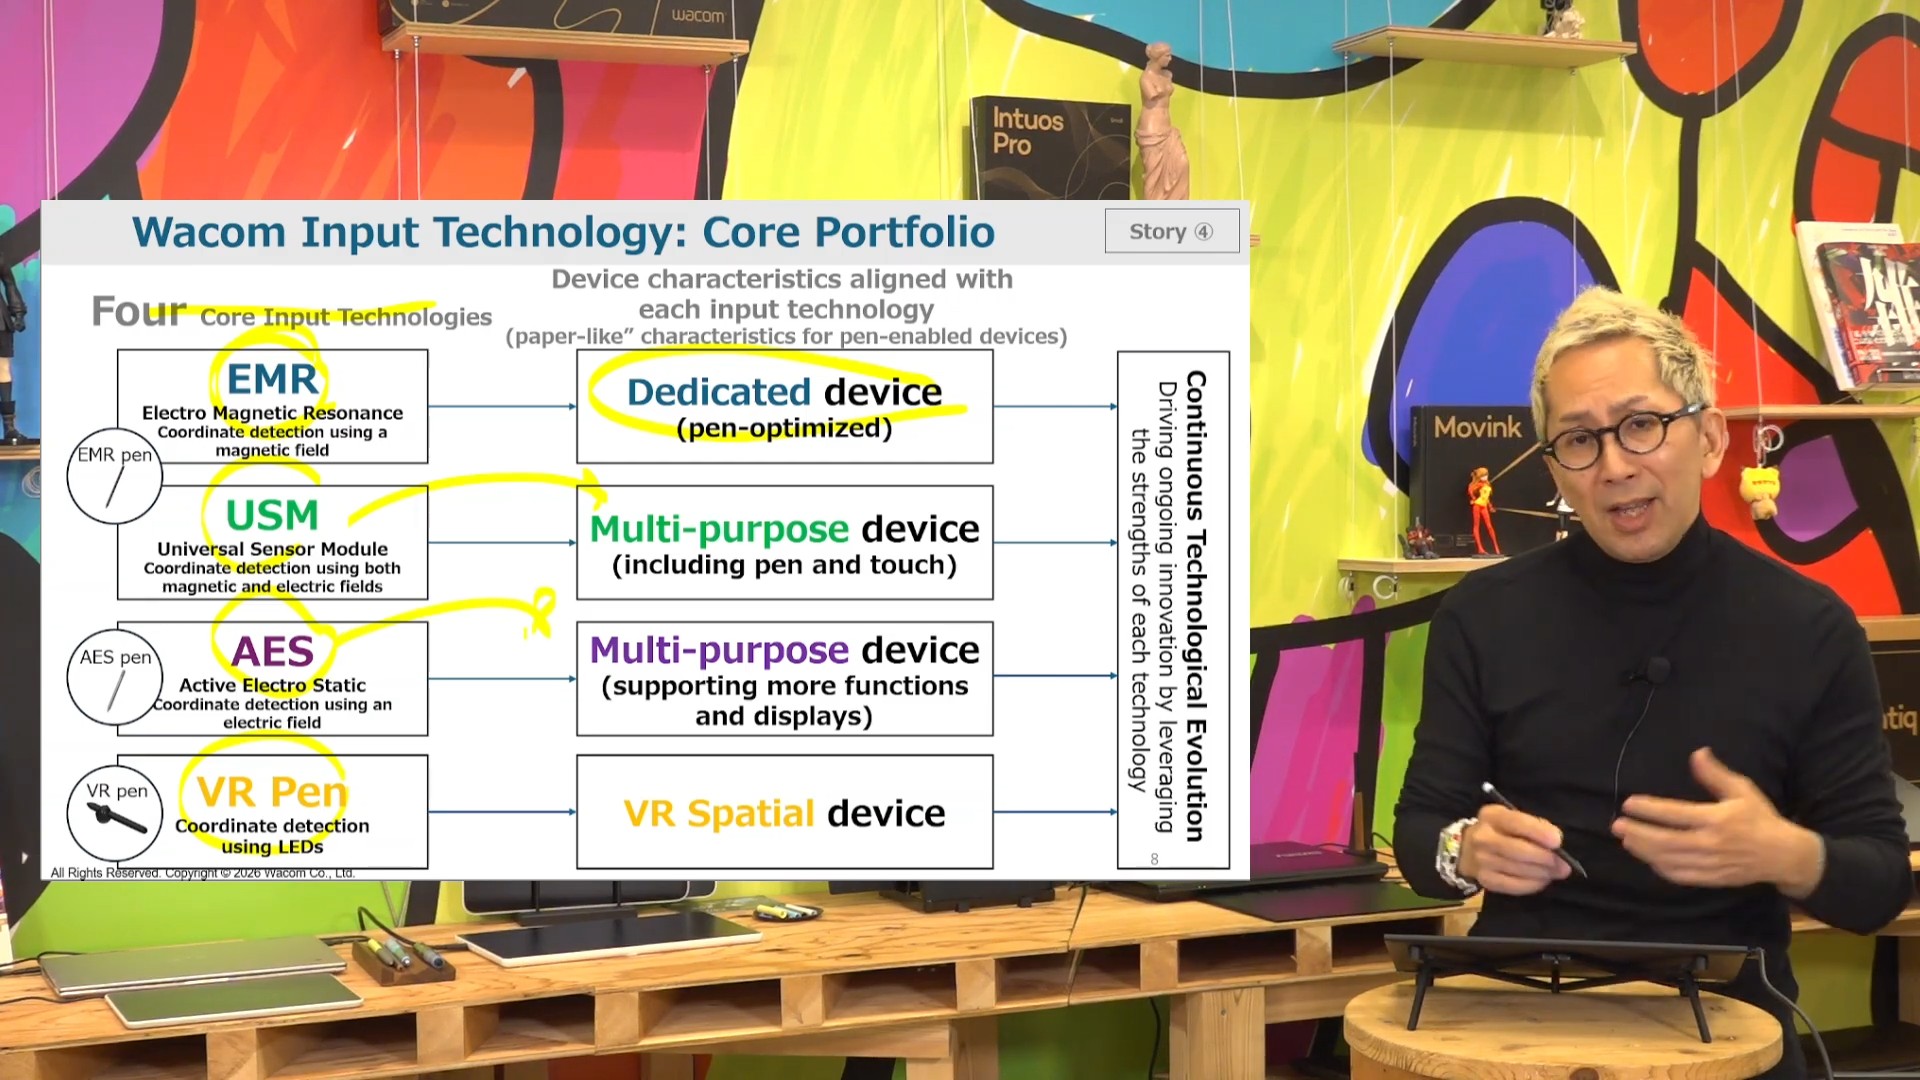 wacom
Intuos
Pro
Wacom Input Technology: Core Portfolio
Story ④
Four Core Input Technologies
Device characteristics aligned with
each input technology
(paper-like” characteristics for pen-enabled devices)
EMR
Electro Magnetic Resonance
Coordinate detection using a
magnetic field
EMR pen
Dedicated device
(pen-optimized)
USM
Universal Sensor Module
Coordinate detection using both
magnetic and electric fields
Multi-purpose device
(including pen and touch)
AES
Active Electro Static
Coordinate detection using an
electric field
AES pen
Multi-purpose device
(supporting more functions
and displays)
VR Pen
Coordinate detection
using LEDs
VR pen
VR Spatial device
Continuous Technological Evolution
Driving ongoing innovation by leveraging
the strengths of each technology
8
All Rights Reserved. Copyright © 2026 Wacom Co., Ltd.
Movink
tiq